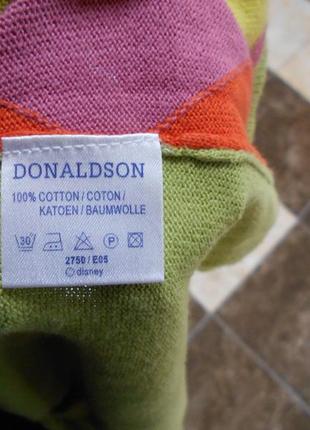 DONALDSON
100% COTTON / COTON /
KATOEN / BAUMWOLLE
30° P
2750 / E05
© disney